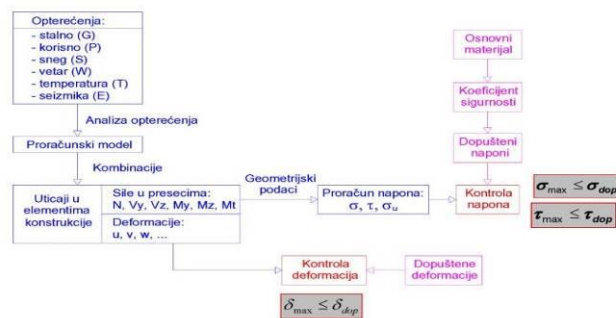 Opterećenja:
- stalno (G)
- korisno (P)
- sneg (S)
- vetar (W)
- temperatura (T)
- seizmika (E)
Analiza opterećenja
Proračunski model
Kombinacije
Uticaji u
elementima
konstrukcije
Sile u presecima:
N, Vy, Vz, My, Mz, Mt
Deformacije:
u, v, w, ...
Geometrijski
podaci
Proračun napona:
σ, τ, σᵤ
Osnovni
materijal
Koeficijent
sigurnosti
Dopušteni
naponi
Kontrola
napona
σmax ≤ σdop
τmax ≤ τdop
Kontrola
deformacija
Dopuštene
deformacije
δmax ≤ δdop